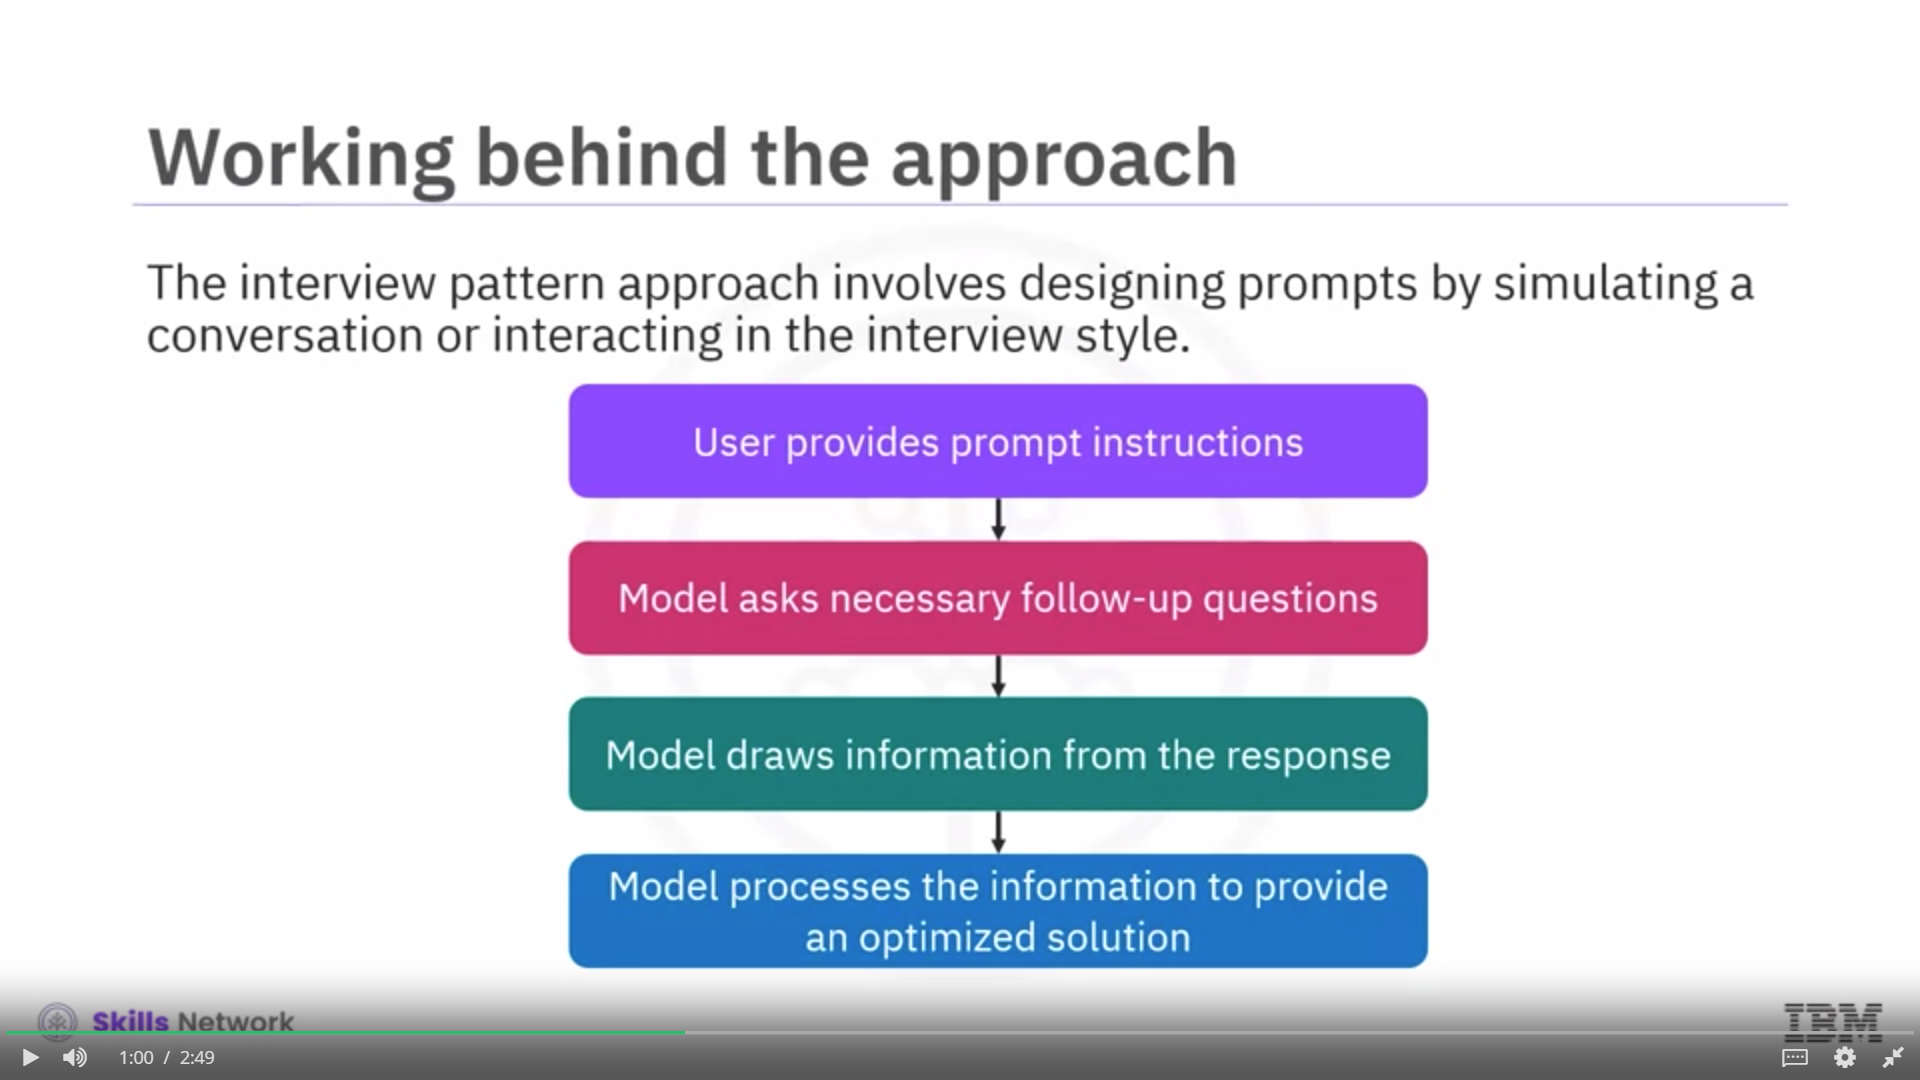 Working behind the approach
The interview pattern approach involves designing prompts by simulating a
conversation or interacting in the interview style.
User provides prompt instructions
Model asks necessary follow-up questions
Model draws information from the response
Model processes the information to provide
an optimized solution
Skills Network
IBM
1:00 / 2:49